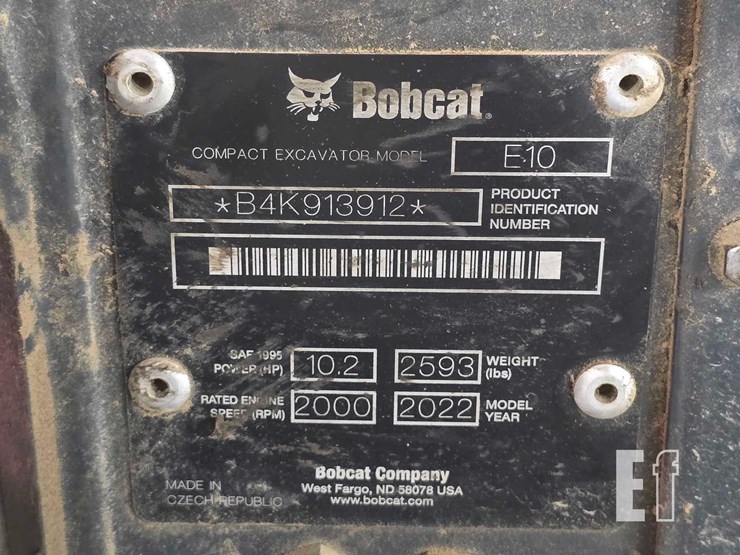 Bobcat®
COMPACT EXCAVATOR MODEL E10
*B4K913912* PRODUCT IDENTIFICATION NUMBER
SAE 1995 POWER (HP) 10.2 2593 WEIGHT (lbs)
RATED ENGINE SPEED (RPM) 2000 2022 MODEL YEAR
Bobcat Company
West Fargo, ND 58078 USA
www.bobcat.com
MADE IN
CZECH REPUBLIC
Ef